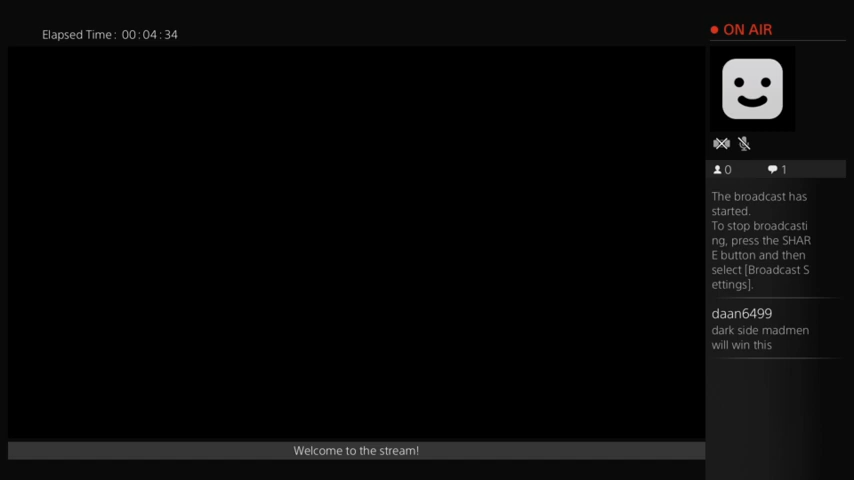 Elapsed Time: 00:04:34
ON AIR
0 1
The broadcast has
started.
To stop broadcasti
ng, press the SHAR
E button and then
select [Broadcast S
ettings].
daan6499
dark side madmen
will win this
Welcome to the stream!